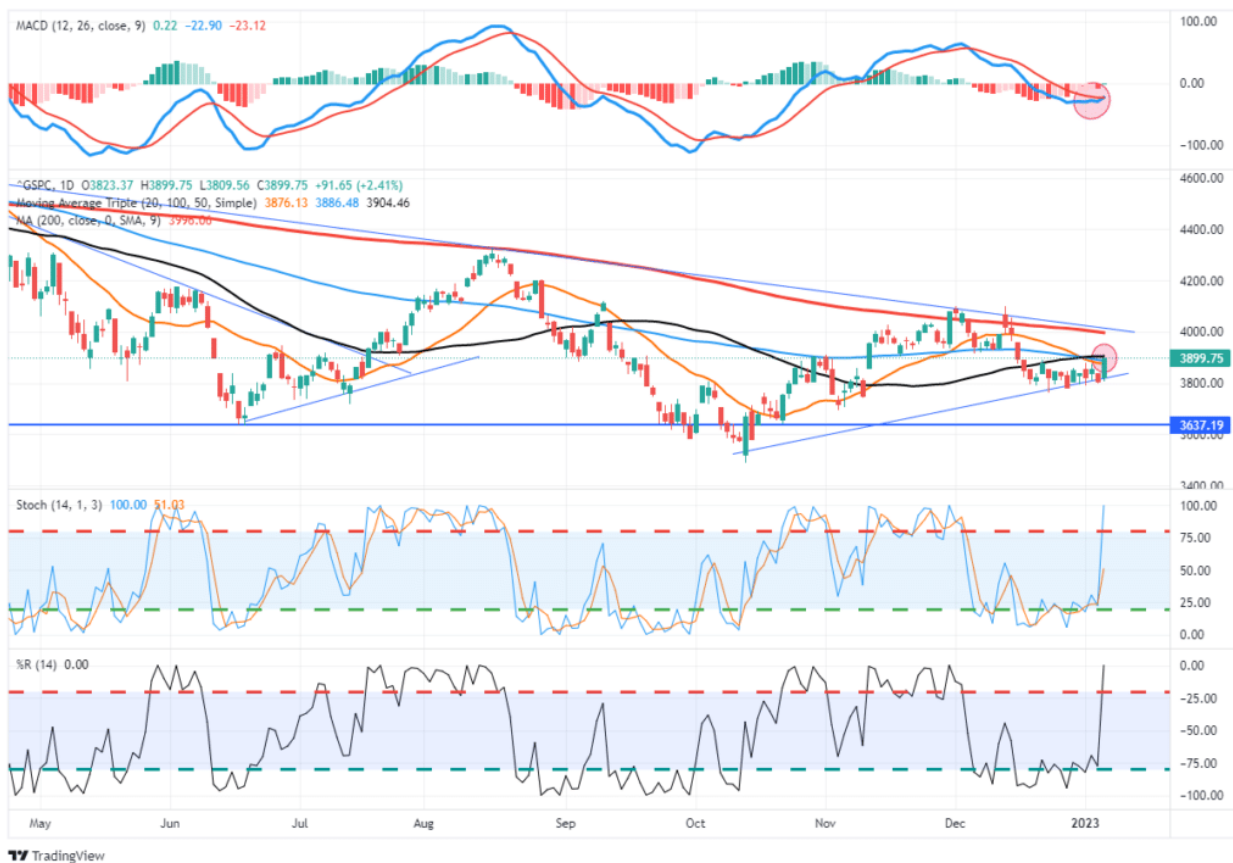 MACD (12, 26, close, 9) 0.22 −22.90 −23.12
100.00
0.00
−100.00
^GSPC, 1D O3823.37 H3899.75 L3809.56 C3899.75 +91.65 (+2.41%)
Moving Average Triple (20, 100, 50, Simple) 3876.13 3886.48 3904.46
MA (200, close, 0, SMA, 9) 3996.06
4600.00
4400.00
4200.00
4000.00
3899.75
3800.00
3637.19
3600.00
3400.00
Stoch (14, 1, 3) 100.00 51.03
100.00
75.00
50.00
25.00
0.00
%R (14) 0.00
0.00
−25.00
−50.00
−75.00
−100.00
May Jun Jul Aug Sep Oct Nov Dec 2023
TradingView